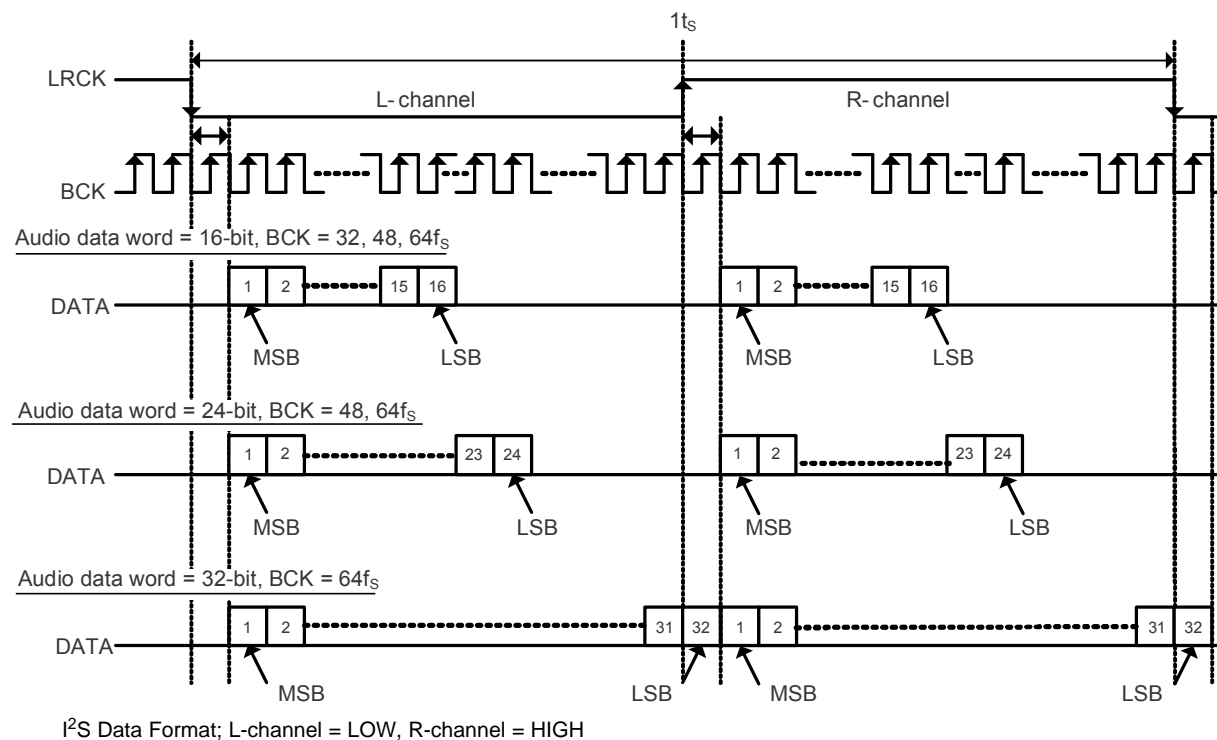 1tS
LRCK
L- channel
R- channel
BCK
Audio data word = 16-bit, BCK = 32, 48, 64fS
DATA
1 2 15 16 1 2 15 16
MSB LSB MSB LSB
Audio data word = 24-bit, BCK = 48, 64fS
DATA
1 2 23 24 1 2 23 24
MSB LSB MSB LSB
Audio data word = 32-bit, BCK = 64fS
DATA
1 2 31 32 1 2 31 32
MSB LSB MSB LSB
I2S Data Format; L-channel = LOW, R-channel = HIGH